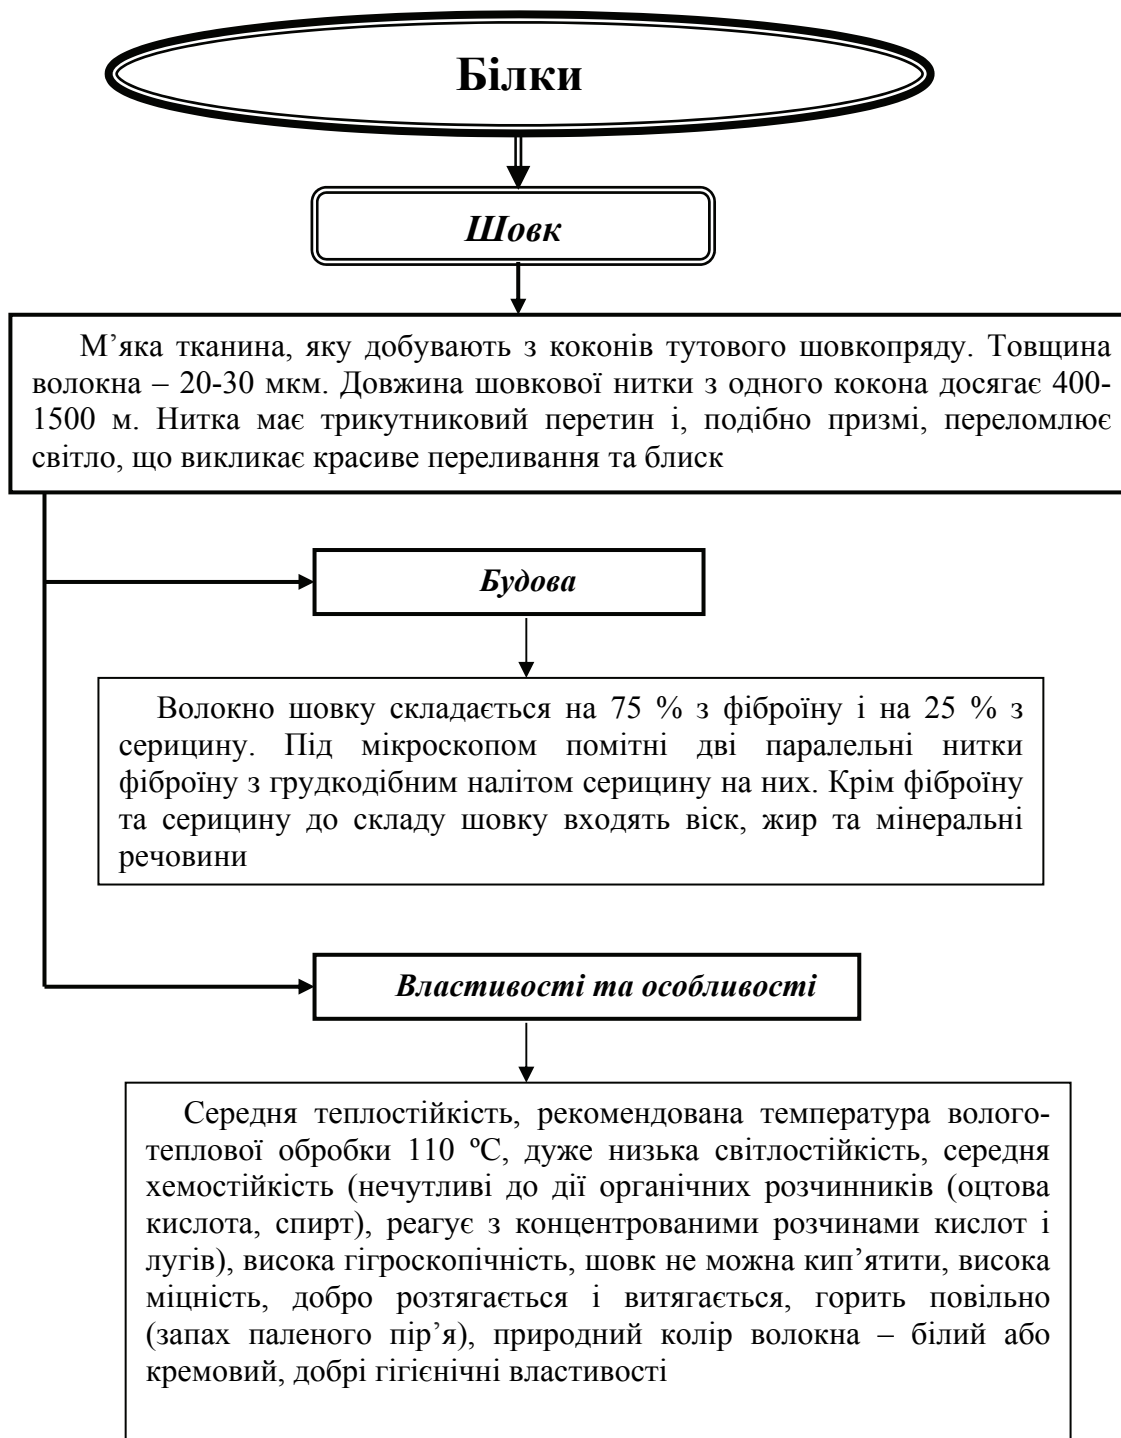 Білки
Шовк
М’яка тканина, яку добувають з коконів тутового шовкопряду. Товщина
волокна – 20-30 мкм. Довжина шовкової нитки з одного кокона досягає 400-
1500 м. Нитка має трикутниковий перетин і, подібно призмі, переломлює
світло, що викликає красиве переливання та блиск
Будова
Волокно шовку складається на 75 % з фіброїну і на 25 % з
серицину. Під мікроскопом помітні дві паралельні нитки
фіброїну з грудкодібним налітом серицину на них. Крім фіброїну
та серицину до складу шовку входять віск, жир та мінеральні
речовини
Властивості та особливості
Середня теплостійкість, рекомендована температура волого-
теплової обробки 110 ºС, дуже низька світлостійкість, середня
хемостійкість (нечутливі до дії органічних розчинників (оцтова
кислота, спирт), реагує з концентрованими розчинами кислот і
лугів), висока гігроскопічність, шовк не можна кип’ятити, висока
міцність, добро розтягається і витягається, горить повільно
(запах паленого пір’я), природний колір волокна – білий або
кремовий, добрі гігієнічні властивості